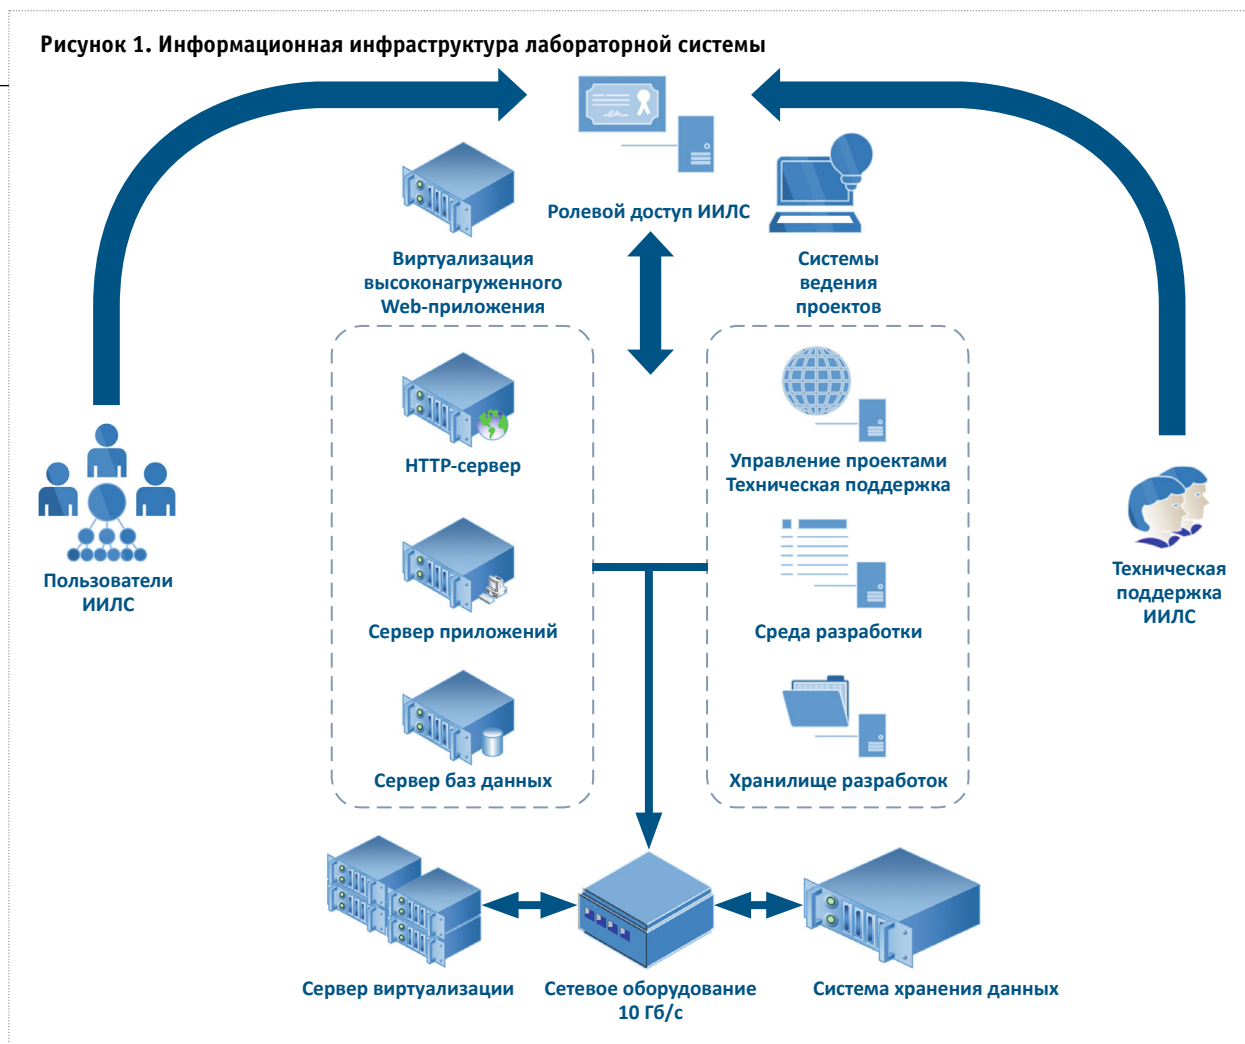 Рисунок 1. Информационная инфраструктура лабораторной системы
Ролевой доступ ИИЛС
Виртуализация
высоконагруженного
Web-приложения
Системы
ведения
проектов
HTTP-сервер
Управление проектами
Техническая поддержка
Пользователи
ИИЛС
Техническая
поддержка
ИИЛС
Сервер приложений
Среда разработки
Сервер баз данных
Хранилище разработок
Сервер виртуализации
Сетевое оборудование
10 Гб/с
Система хранения данных